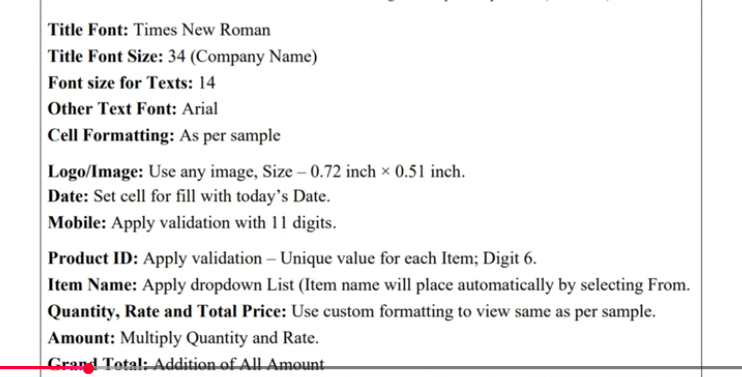 Title Font: Times New Roman
Title Font Size: 34 (Company Name)
Font size for Texts: 14
Other Text Font: Arial
Cell Formatting: As per sample
Logo/Image: Use any image, Size – 0.72 inch × 0.51 inch.
Date: Set cell for fill with today’s Date.
Mobile: Apply validation with 11 digits.
Product ID: Apply validation – Unique value for each Item; Digit 6.
Item Name: Apply dropdown List (Item name will place automatically by selecting From.
Quantity, Rate and Total Price: Use custom formatting to view same as per sample.
Amount: Multiply Quantity and Rate.
Grand Total: Addition of All Amount